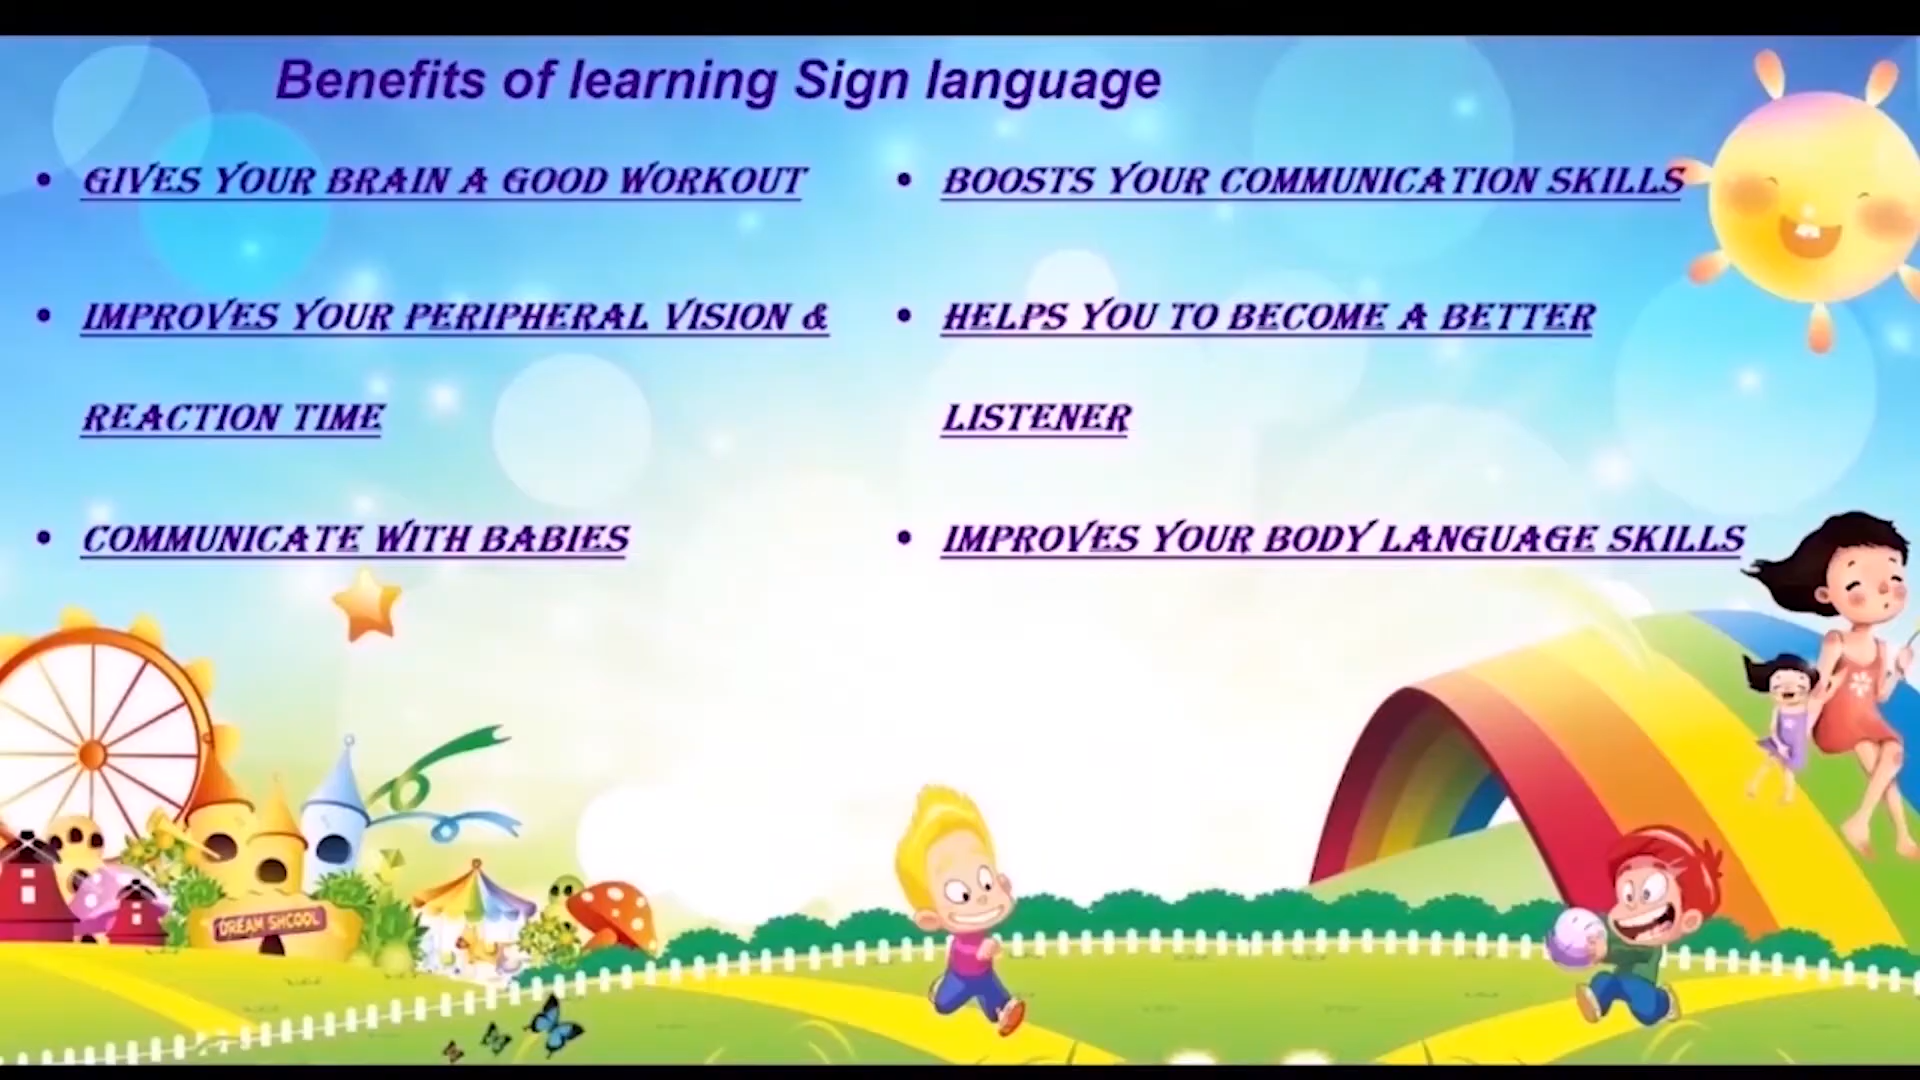 Benefits of learning Sign language
• GIVES YOUR BRAIN A GOOD WORKOUT
• IMPROVES YOUR PERIPHERAL VISION &
REACTION TIME
• COMMUNICATE WITH BABIES
• BOOSTS YOUR COMMUNICATION SKILLS
• HELPS YOU TO BECOME A BETTER
LISTENER
• IMPROVES YOUR BODY LANGUAGE SKILLS
DREAM SHCOOL